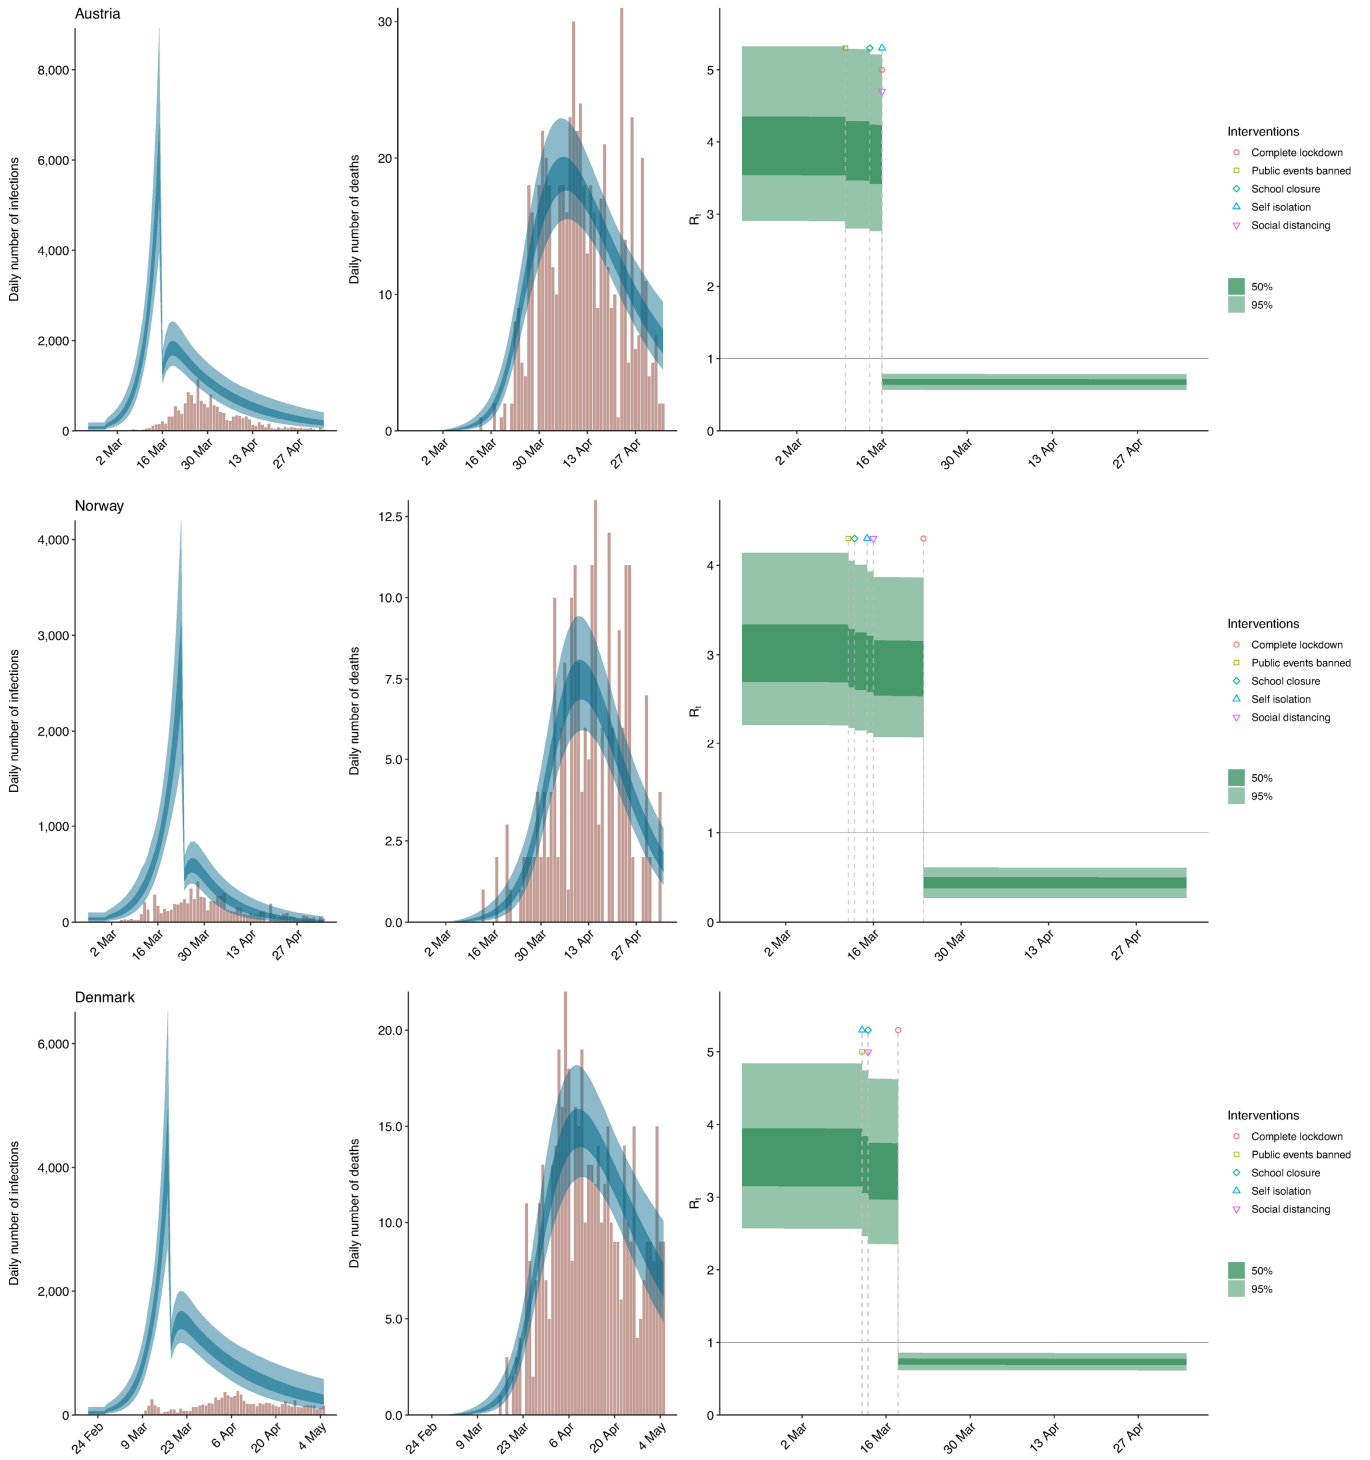 Austria
Daily number of infections
8,000
6,000
4,000
2,000
0
2 Mar
16 Mar
30 Mar
13 Apr
27 Apr
Daily number of deaths
30
20
10
0
2 Mar
16 Mar
30 Mar
13 Apr
27 Apr
Rt
5
4
3
2
1
0
2 Mar
16 Mar
30 Mar
13 Apr
27 Apr
Interventions
Complete lockdown
Public events banned
School closure
Self isolation
Social distancing
50%
95%
Norway
Daily number of infections
4,000
3,000
2,000
1,000
0
2 Mar
16 Mar
30 Mar
13 Apr
27 Apr
Daily number of deaths
12.5
10.0
7.5
5.0
2.5
0.0
2 Mar
16 Mar
30 Mar
13 Apr
27 Apr
Rt
4
3
2
1
0
2 Mar
16 Mar
30 Mar
13 Apr
27 Apr
Interventions
Complete lockdown
Public events banned
School closure
Self isolation
Social distancing
50%
95%
Denmark
Daily number of infections
6,000
4,000
2,000
0
24 Feb
9 Mar
23 Mar
6 Apr
20 Apr
4 May
Daily number of deaths
20.0
15.0
10.0
5.0
0.0
24 Feb
9 Mar
23 Mar
6 Apr
20 Apr
4 May
Rt
5
4
3
2
1
0
2 Mar
16 Mar
30 Mar
13 Apr
27 Apr
Interventions
Complete lockdown
Public events banned
School closure
Self isolation
Social distancing
50%
95%